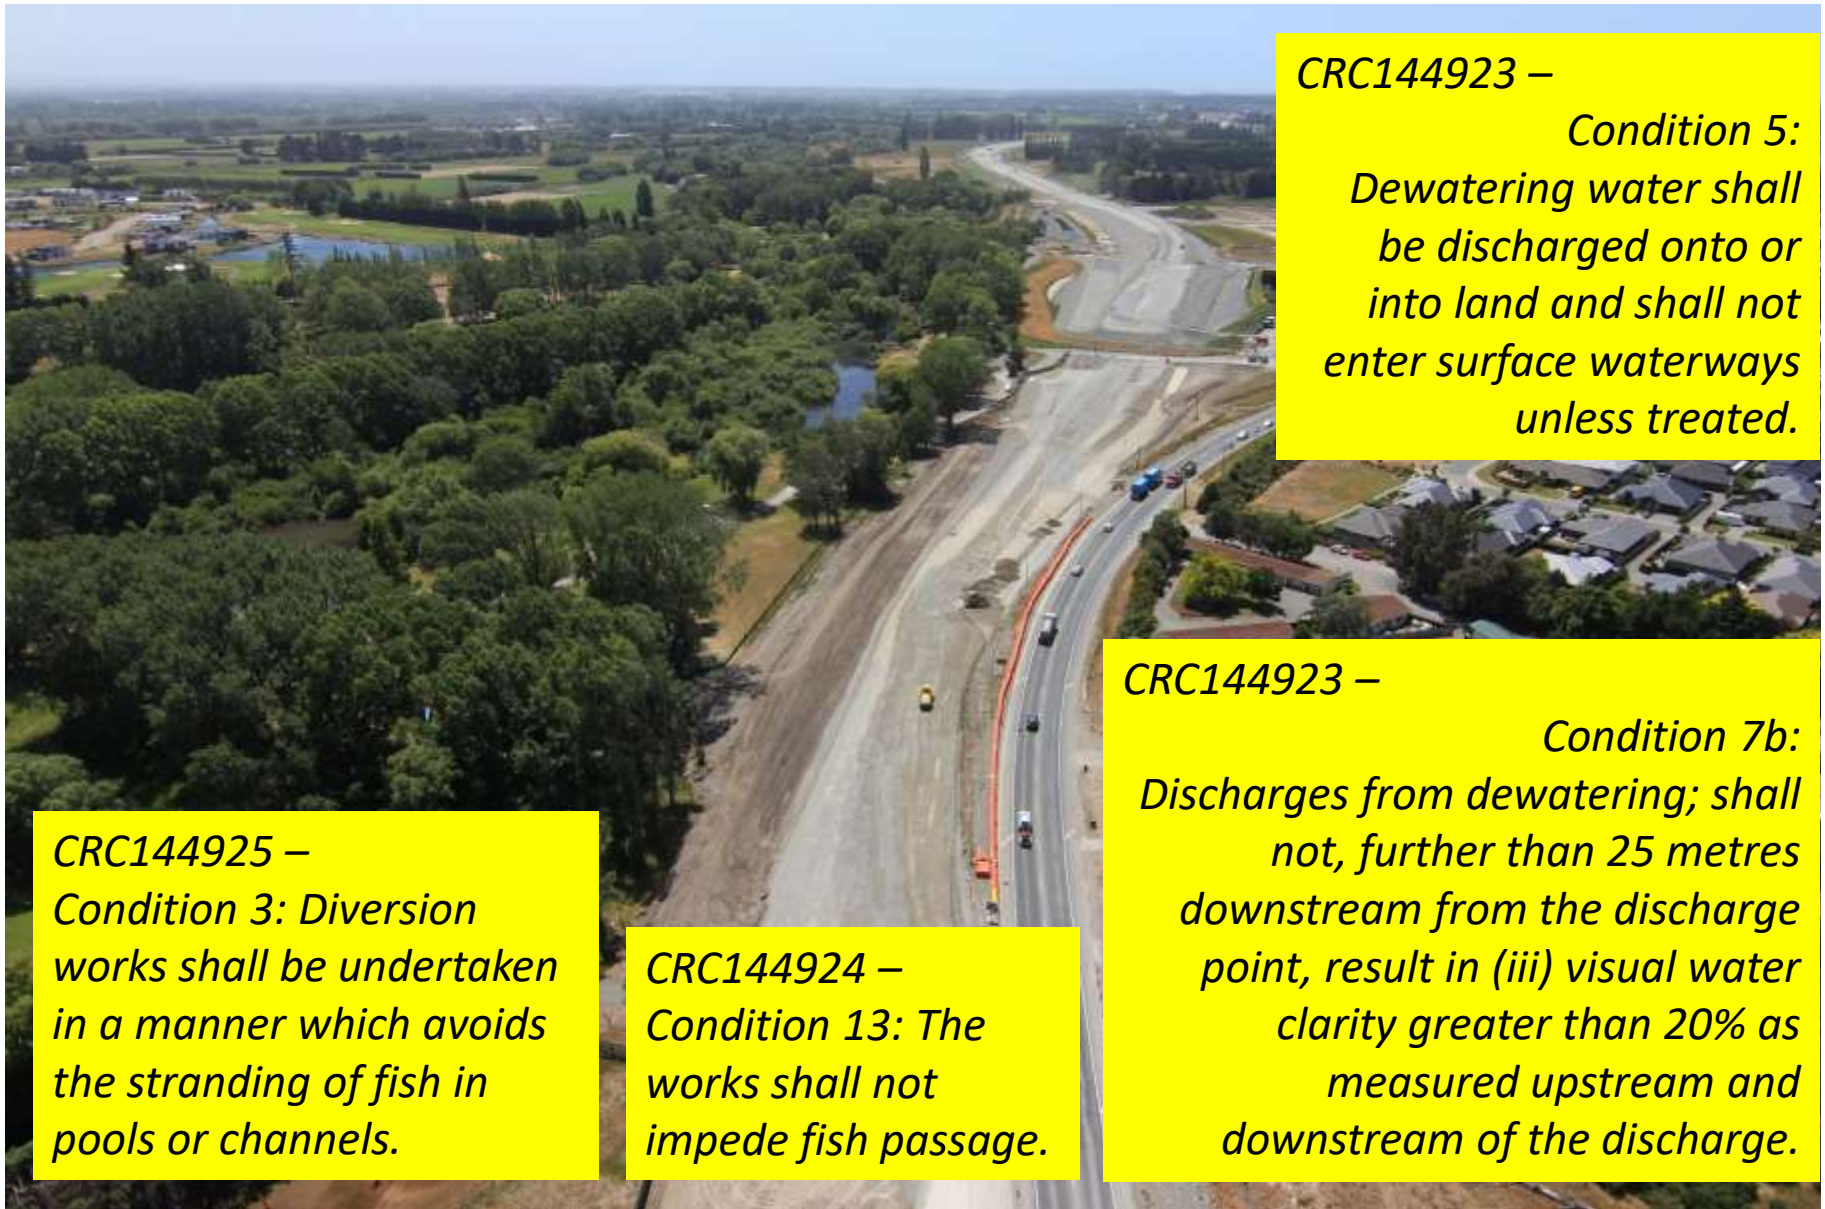 CRC144923 –
Condition 5:
Dewatering water shall
be discharged onto or
into land and shall not
enter surface waterways
unless treated.
CRC144923 –
Condition 7b:
Discharges from dewatering; shall
not, further than 25 metres
downstream from the discharge
point, result in (iii) visual water
clarity greater than 20% as
measured upstream and
downstream of the discharge.
CRC144925 –
Condition 3: Diversion
works shall be undertaken
in a manner which avoids
the stranding of fish in
pools or channels.
CRC144924 –
Condition 13: The
works shall not
impede fish passage.